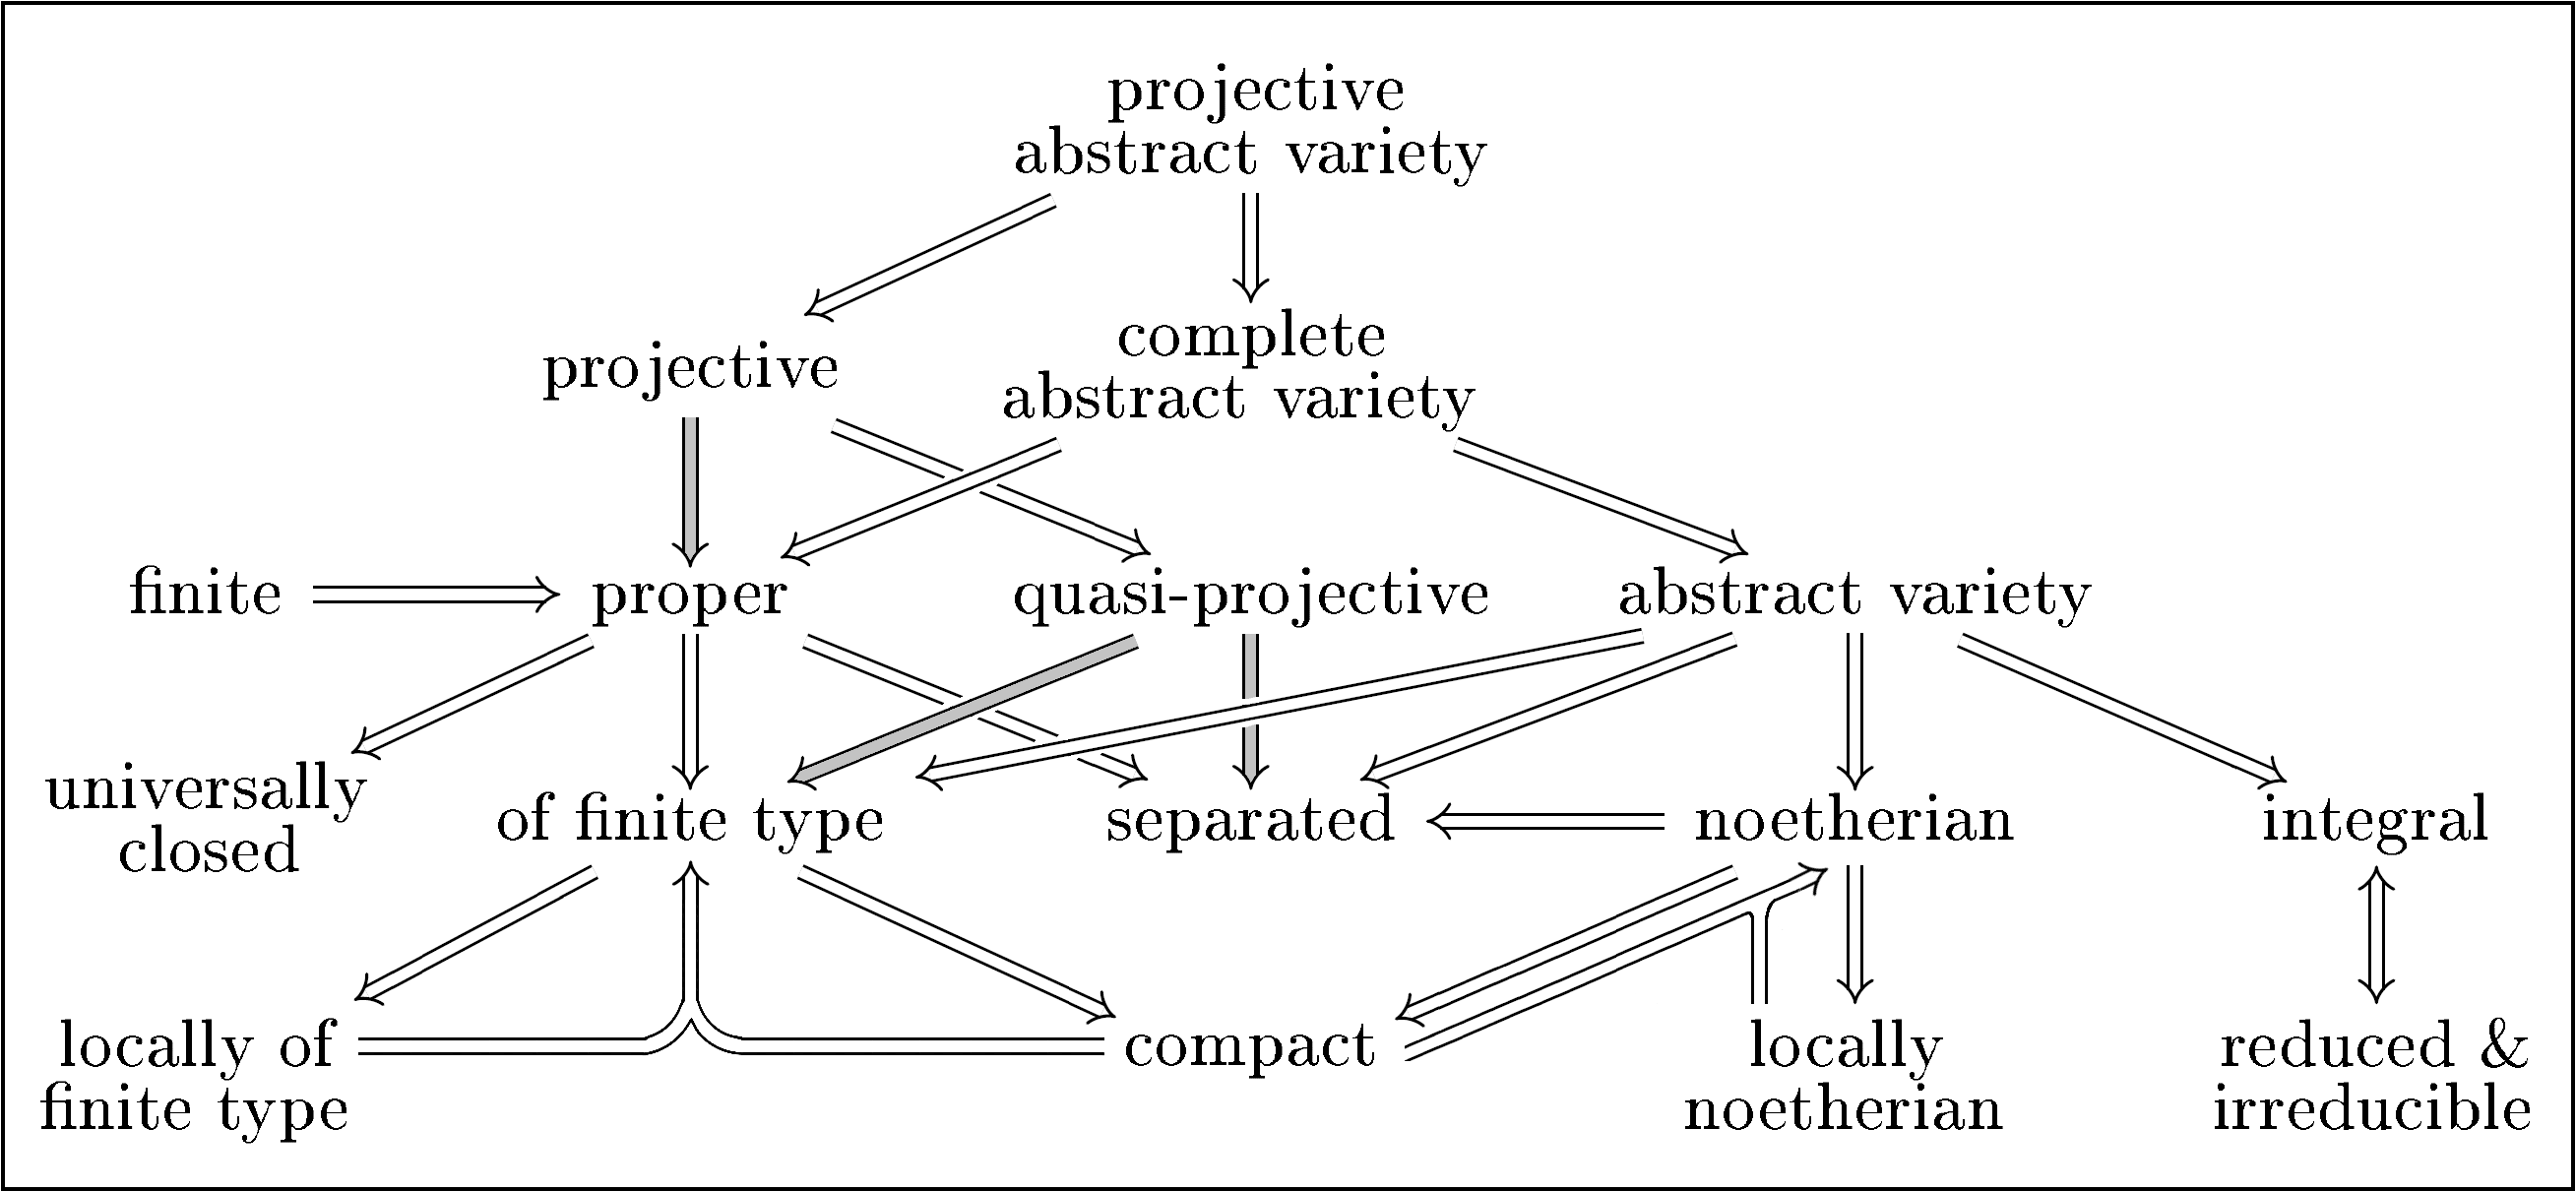 projective
abstract variety
projective
complete
abstract variety
finite
proper
quasi-projective
abstract variety
universally
closed
of finite type
separated
noetherian
integral
locally of
finite type
compact
locally
noetherian
reduced &
irreducible